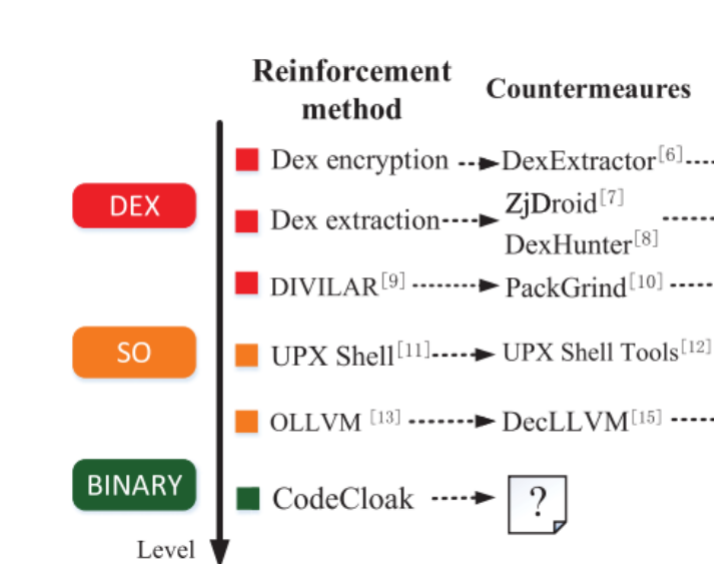 Reinforcement
method
Countermeaures
Dex encryption
DexExtractor[6]
DEX
Dex extraction
ZjDroid[7]
DexHunter[8]
DIVILAR[9]
PackGrind[10]
SO
UPX Shell[11]
UPX Shell Tools[12]
OLLVM [13]
DecLLVM[15]
BINARY
CodeCloak
?
Level